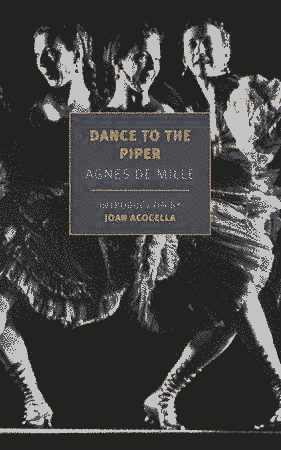 DANCE TO THE
PIPER
AGNES DE MILLE
INTRODUCTION BY
JOAN ACOCELLA